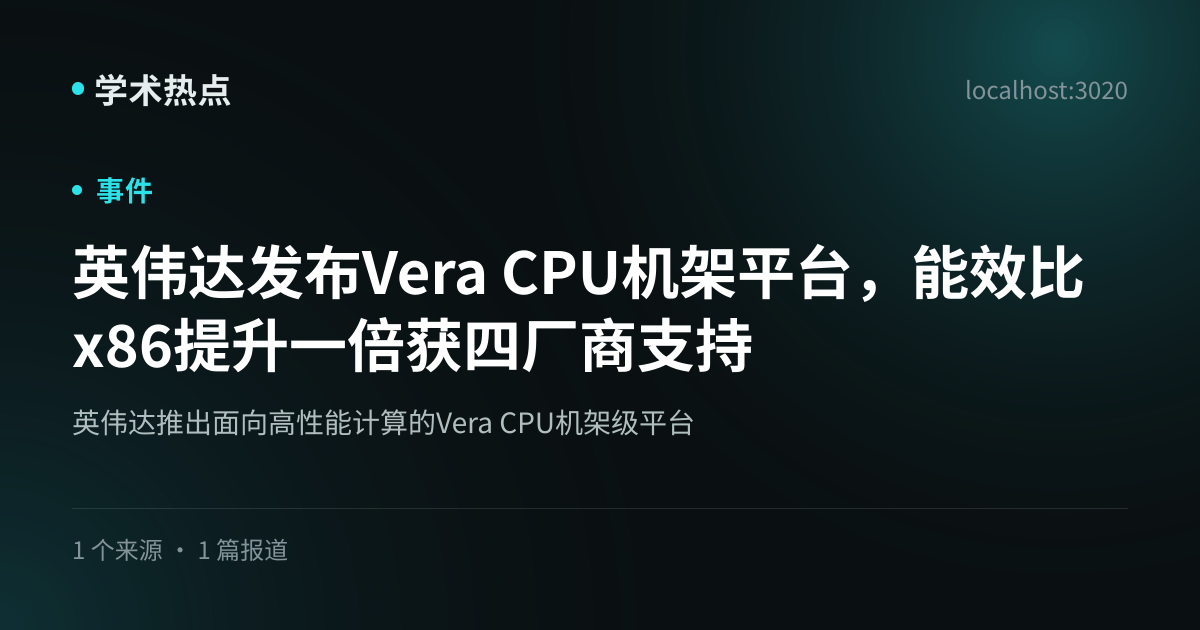 学术热点
localhost:3020
事件
英伟达发布Vera CPU机架平台，能效比
x86提升一倍获四厂商支持
英伟达推出面向高性能计算的Vera CPU机架级平台
1 个来源 · 1 篇报道